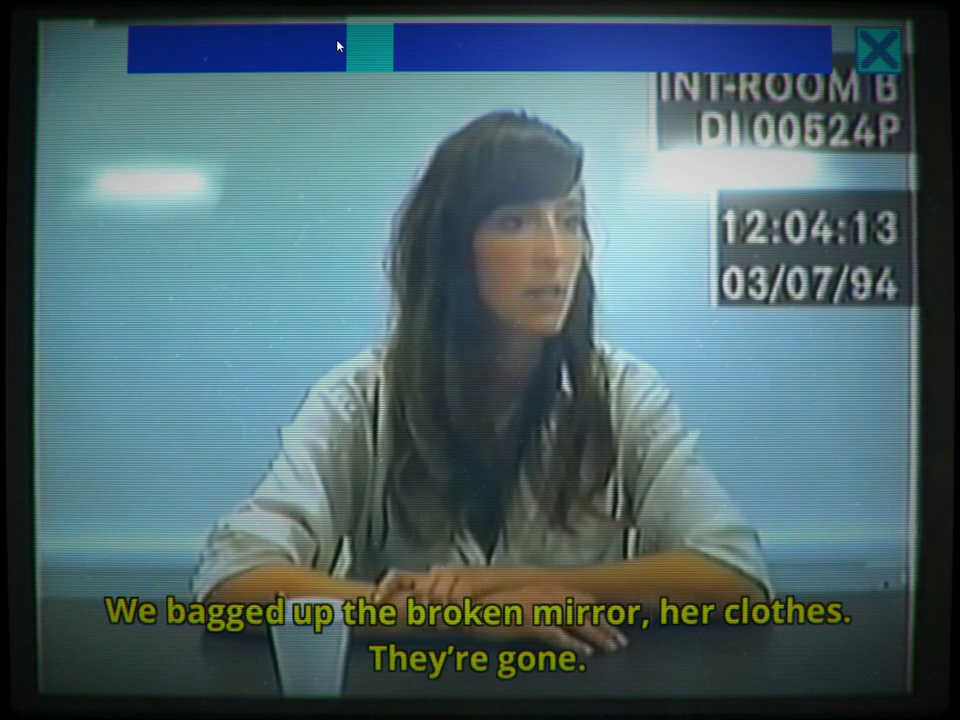 INT-ROOM B
DI 00524P
12:04:13
03/07/94
We bagged up the broken mirror, her clothes.
They're gone.